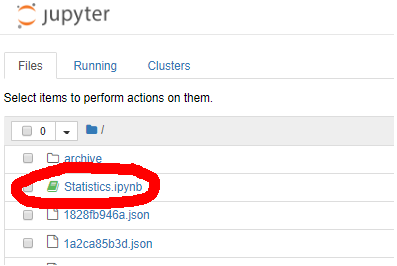 jupyter
Files Running Clusters
Select items to perform actions on them.
0 /
archive
Statistics.ipynb
1828fb946a.json
1a2ca85b3d.json